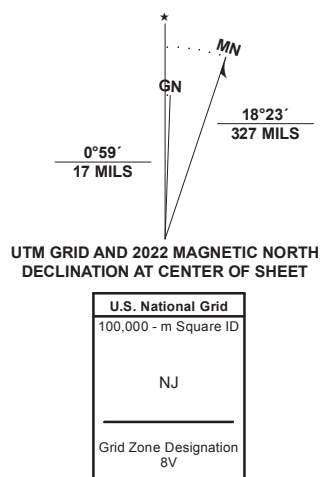 MN
GN
18°23´
327 MILS
0°59´
17 MILS
UTM GRID AND 2022 MAGNETIC NORTH
DECLINATION AT CENTER OF SHEET
U.S. National Grid
100,000 - m Square ID
NJ
Grid Zone Designation
8V